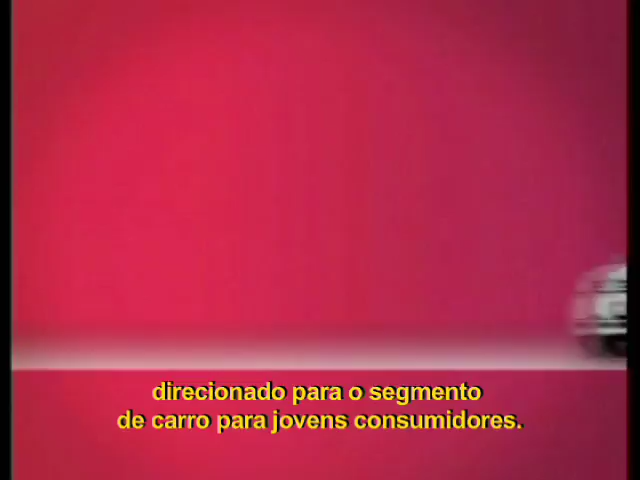 direcionado para o segmento
de carro para jovens consumidores.